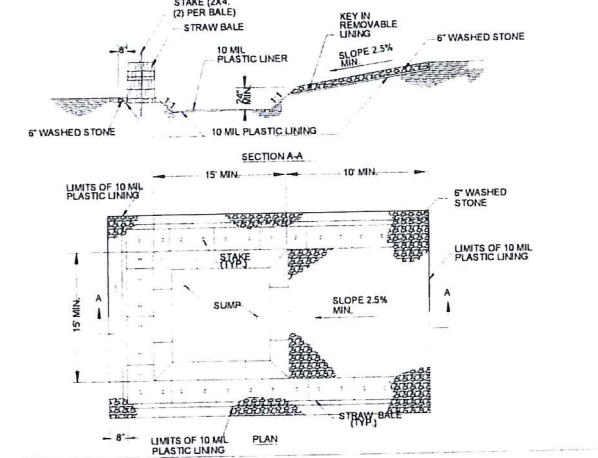 STAKE (2X4,
(2) PER BALE)
STRAW BALE
8"
10 MIL
PLASTIC LINER
KEY IN
REMOVABLE
LINING
SLOPE 2.5%
MIN.
6" WASHED STONE
24"
MIN.
1:1
1:1
6" WASHED STONE
10 MIL PLASTIC LINING
SECTION A-A
15' MIN.
10' MIN.
LIMITS OF 10 MIL
PLASTIC LINING
6" WASHED
STONE
STAKE
(TYP.)
LIMITS OF 10 MIL
PLASTIC LINING
A
15' MIN.
SUMP
SLOPE 2.5%
MIN.
A
STRAW BALE
(TYP.)
8"
LIMITS OF 10 MIL
PLASTIC LINING
PLAN